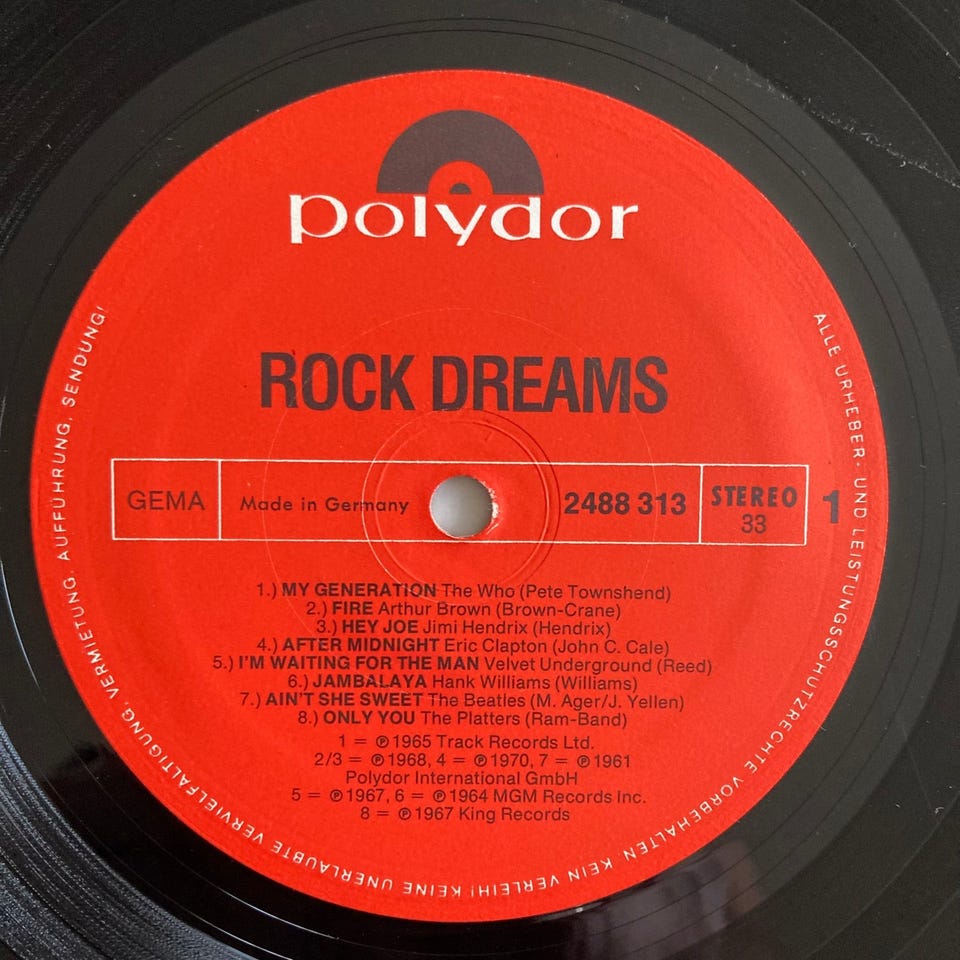 polydor
ROCK DREAMS
GEMA
Made in Germany
2488 313
STEREO
33
1
1.) MY GENERATION The Who (Pete Townshend)
2.) FIRE Arthur Brown (Brown-Crane)
3.) HEY JOE Jimi Hendrix (Hendrix)
4.) AFTER MIDNIGHT Eric Clapton (John C. Cale)
5.) I'M WAITING FOR THE MAN Velvet Underground (Reed)
6.) JAMBALAYA Hank Williams (Williams)
7.) AIN'T SHE SWEET The Beatles (M. Ager/J. Yellen)
8.) ONLY YOU The Platters (Ram-Band)
1 = ℗ 1965 Track Records Ltd.
2/3 = ℗ 1968, 4 = ℗ 1970, 7 = ℗ 1961
Polydor International GmbH
5 = ℗ 1967, 6 = ℗ 1964 MGM Records Inc.
8 = ℗ 1967 King Records
ALLE URHEBER- UND LEISTUNGSSCHUTZRECHTE VORBEHALTEN KEIN VERLEIH! KEINE UNERLAUBTE VERVIELFÄLTIGUNG, VERMIETUNG, AUFFÜHRUNG, SENDUNG!